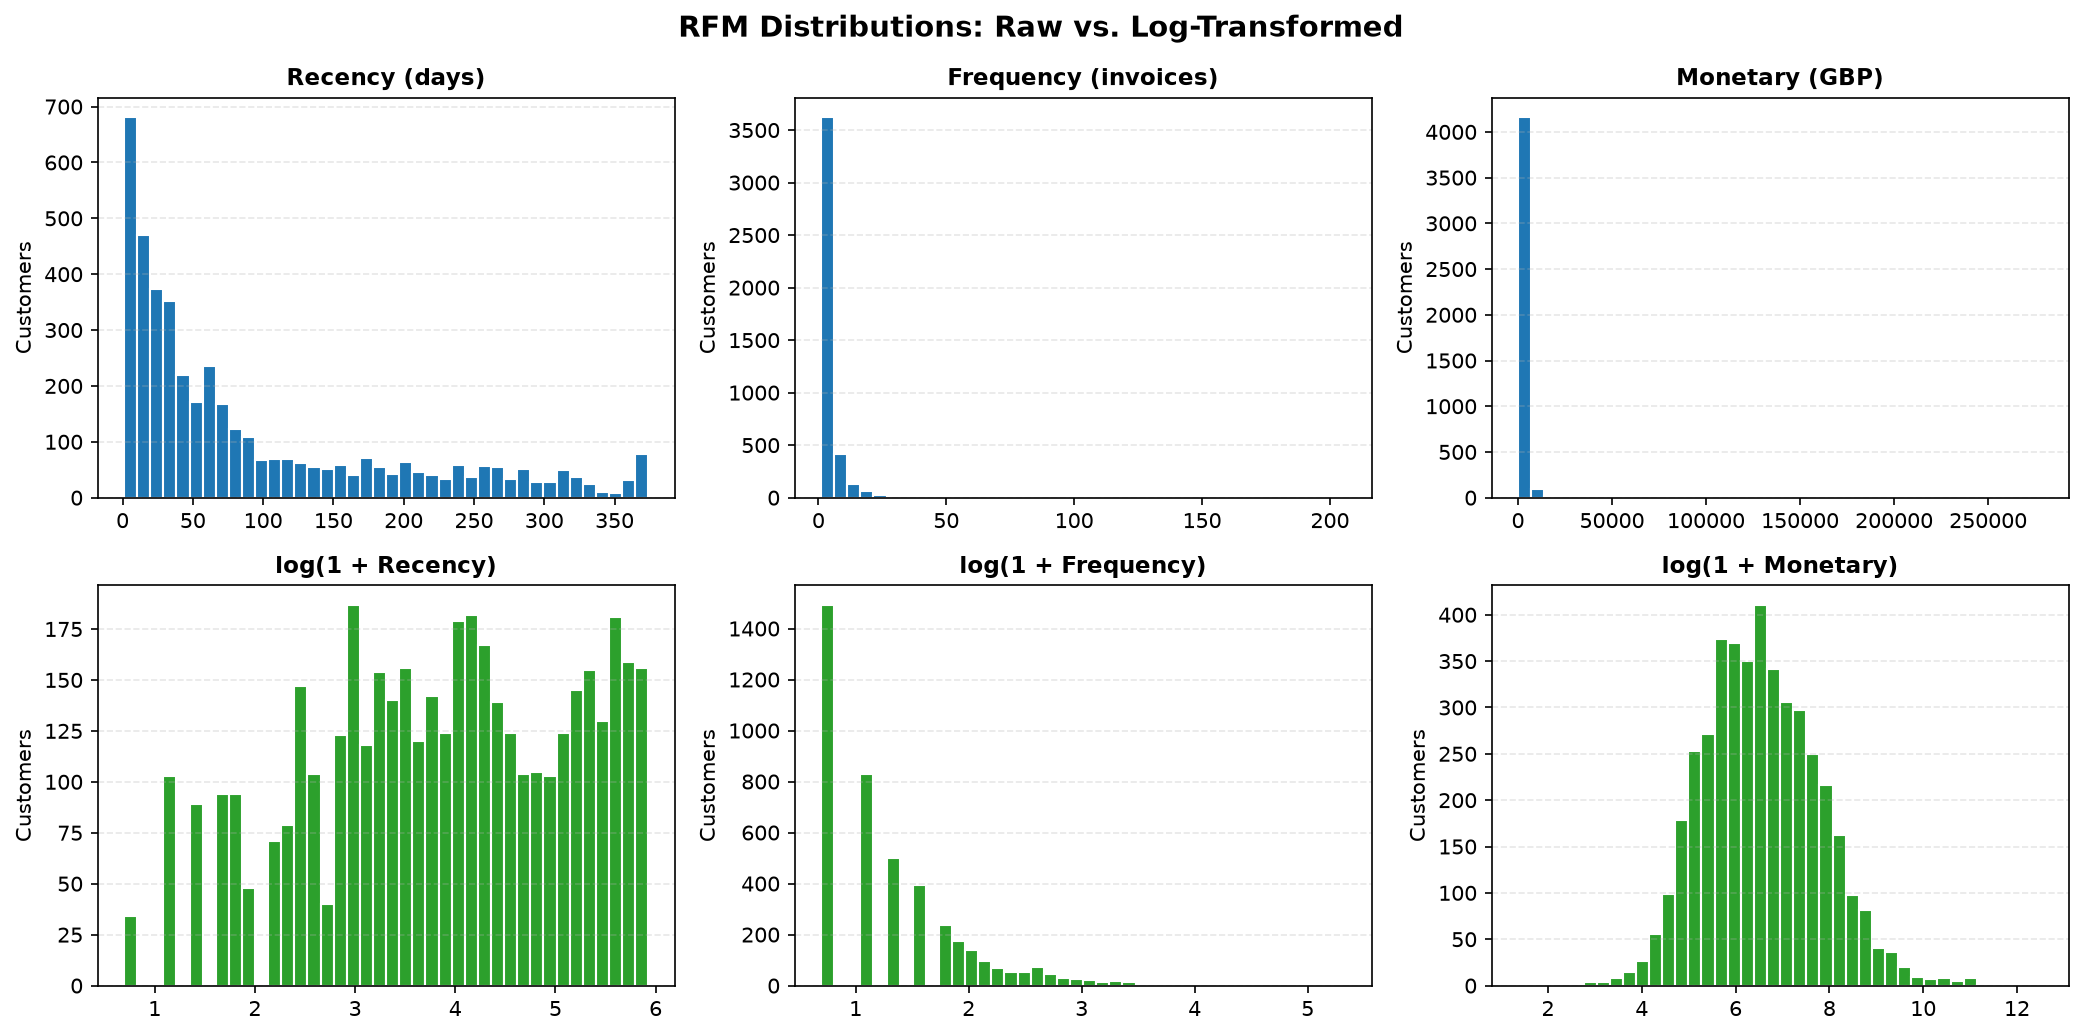 RFM Distributions: Raw vs. Log-Transformed
Recency (days)
Customers
700
600
500
400
300
200
100
0
0 50 100 150 200 250 300 350
Frequency (invoices)
Customers
3500
3000
2500
2000
1500
1000
500
0
0 50 100 150 200
Monetary (GBP)
Customers
4000
3500
3000
2500
2000
1500
1000
500
0
0 50000 100000 150000 200000 250000
log(1 + Recency)
Customers
175
150
125
100
75
50
25
0
1 2 3 4 5 6
log(1 + Frequency)
Customers
1400
1200
1000
800
600
400
200
0
1 2 3 4 5
log(1 + Monetary)
Customers
400
350
300
250
200
150
100
50
0
2 4 6 8 10 12